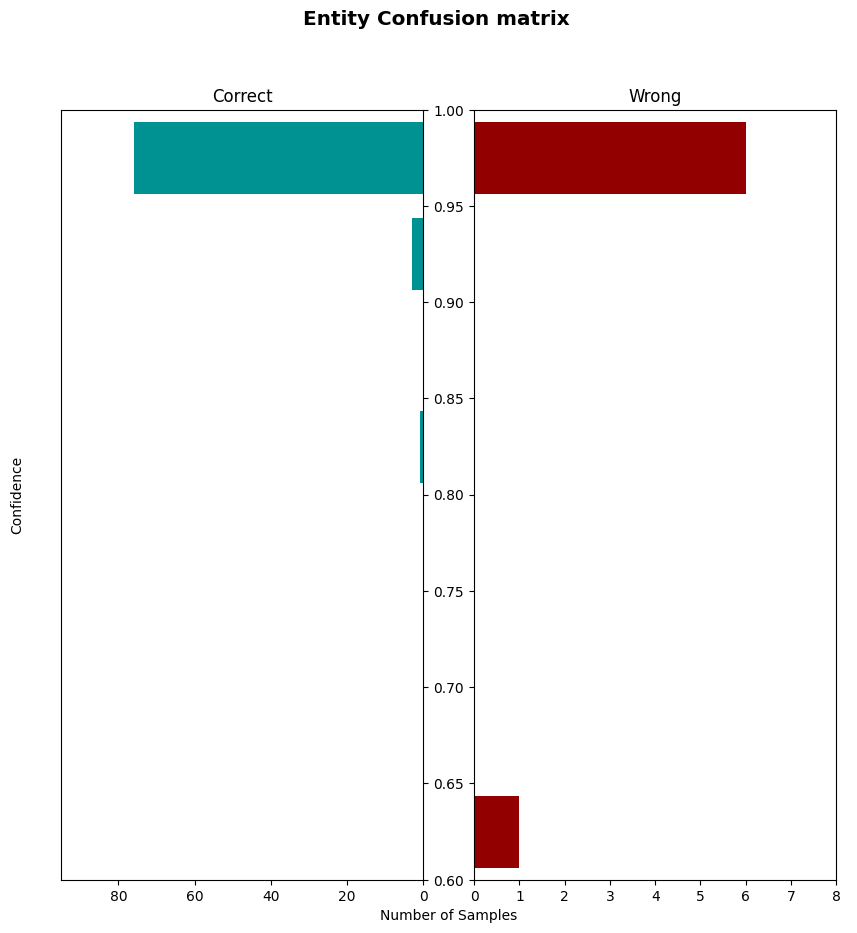 Entity Confusion matrix
Correct
Wrong
1.00
0.95
0.90
0.85
0.80
0.75
0.70
0.65
0.60
Confidence
80 60 40 20 0
0 1 2 3 4 5 6 7 8
Number of Samples